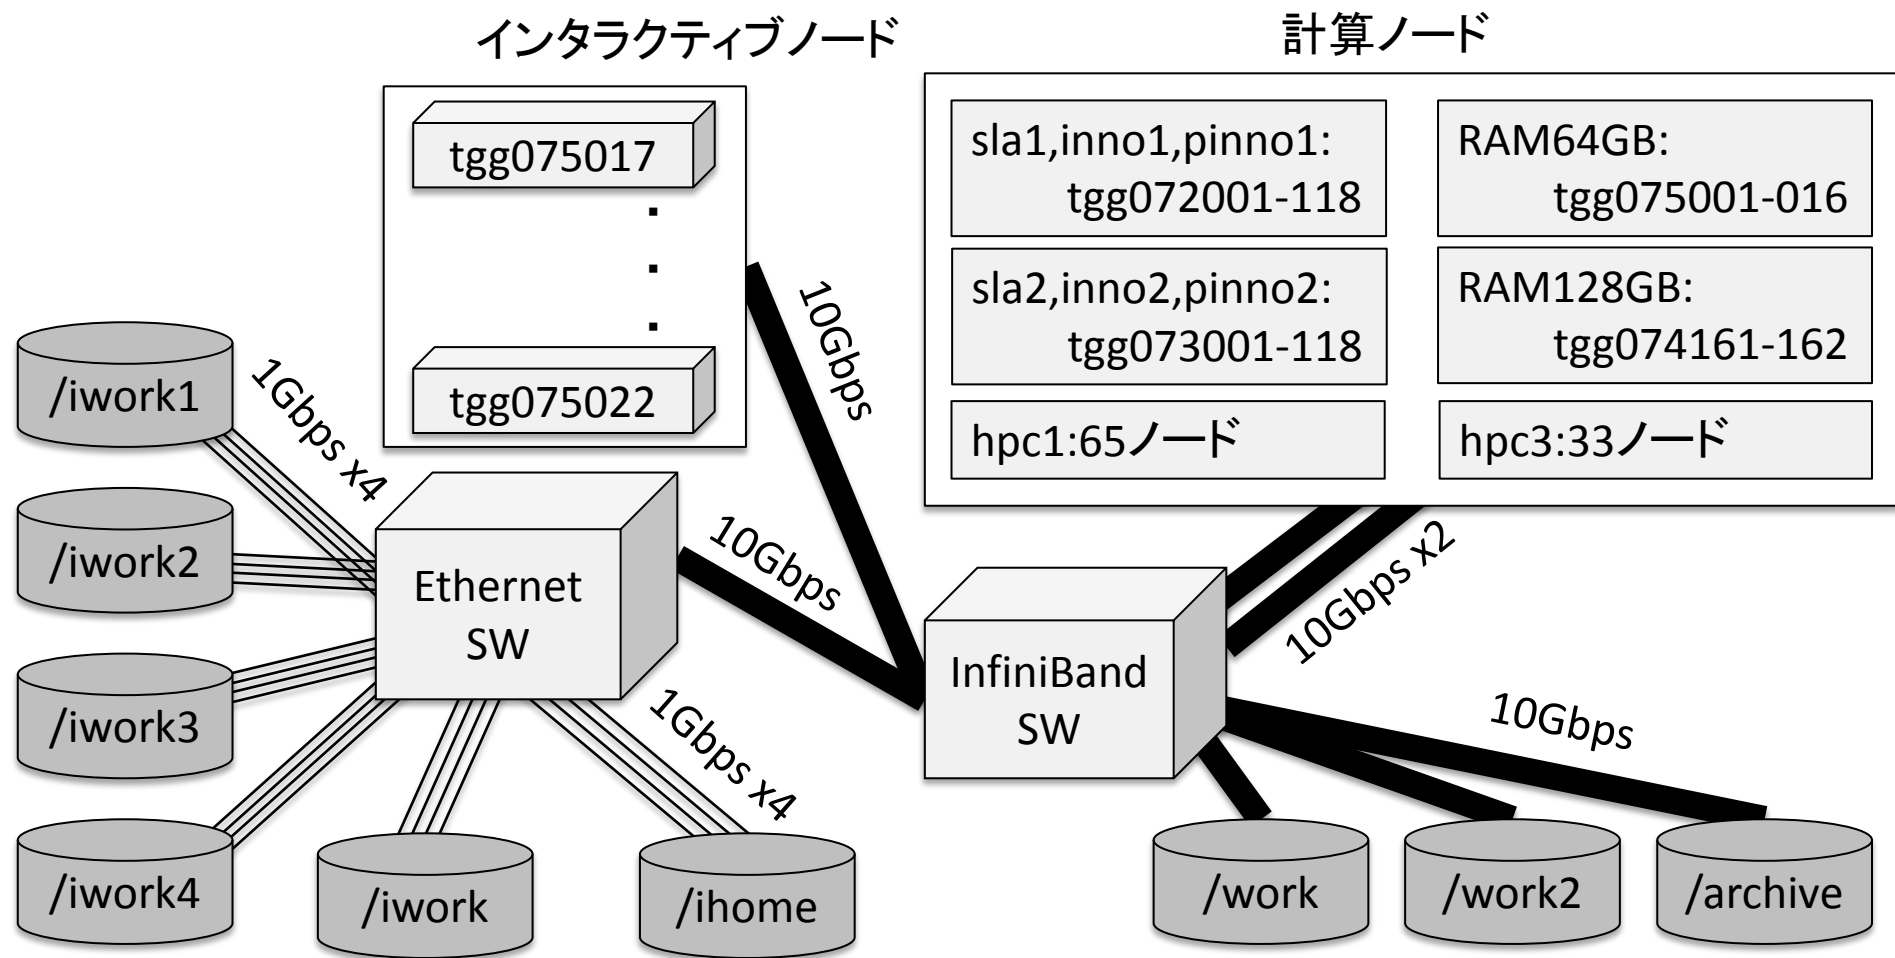 インタラクティブノード
計算ノード
tgg075017
.
.
.
tgg075022
sla1,inno1,pinno1:
tgg072001-118
RAM64GB:
tgg075001-016
sla2,inno2,pinno2:
tgg073001-118
RAM128GB:
tgg074161-162
hpc1:65ノード
hpc3:33ノード
10Gbps
1Gbps x4
/iwork1
/iwork2
/iwork3
/iwork4
Ethernet
SW
10Gbps
10Gbps x2
InfiniBand
SW
1Gbps x4
10Gbps
/iwork
/ihome
/work
/work2
/archive